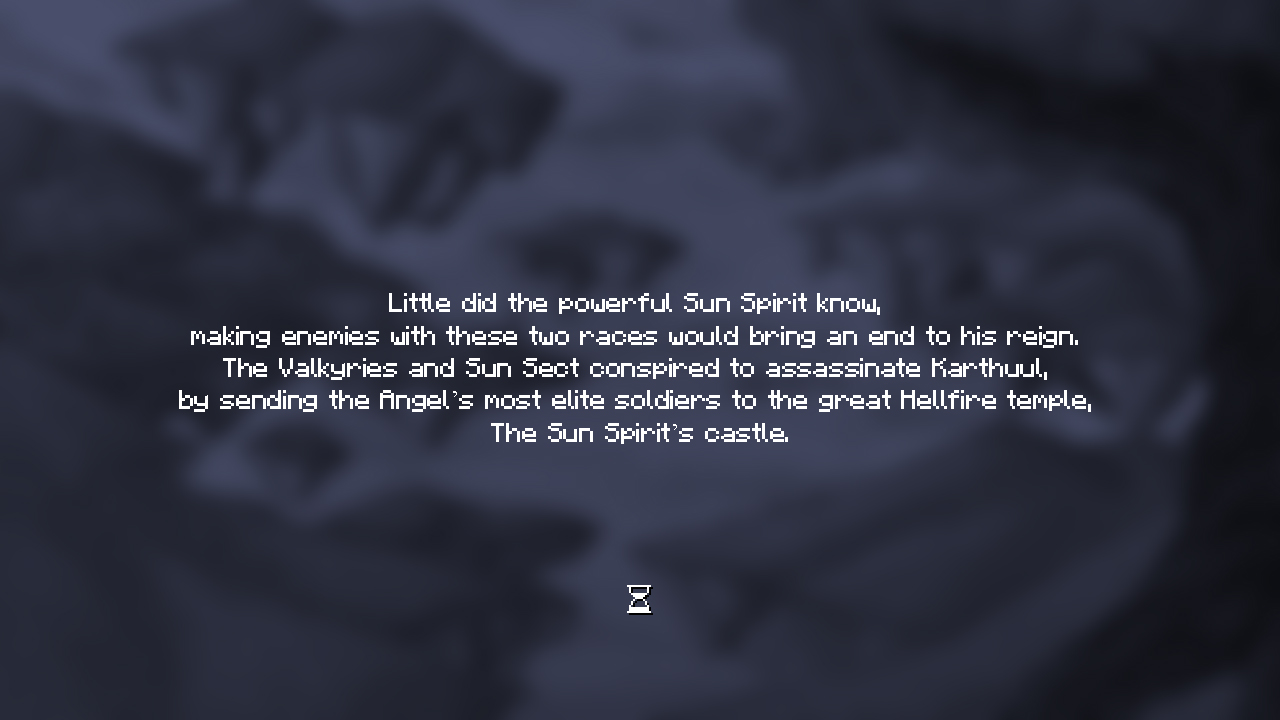 Little did the powerful Sun Spirit know,
making enemies with these two races would bring an end to his reign.
The Valkyries and Sun Sect conspired to assassinate Karthuul,
by sending the Angel's most elite soldiers to the great Hellfire temple,
The Sun Spirit's castle.